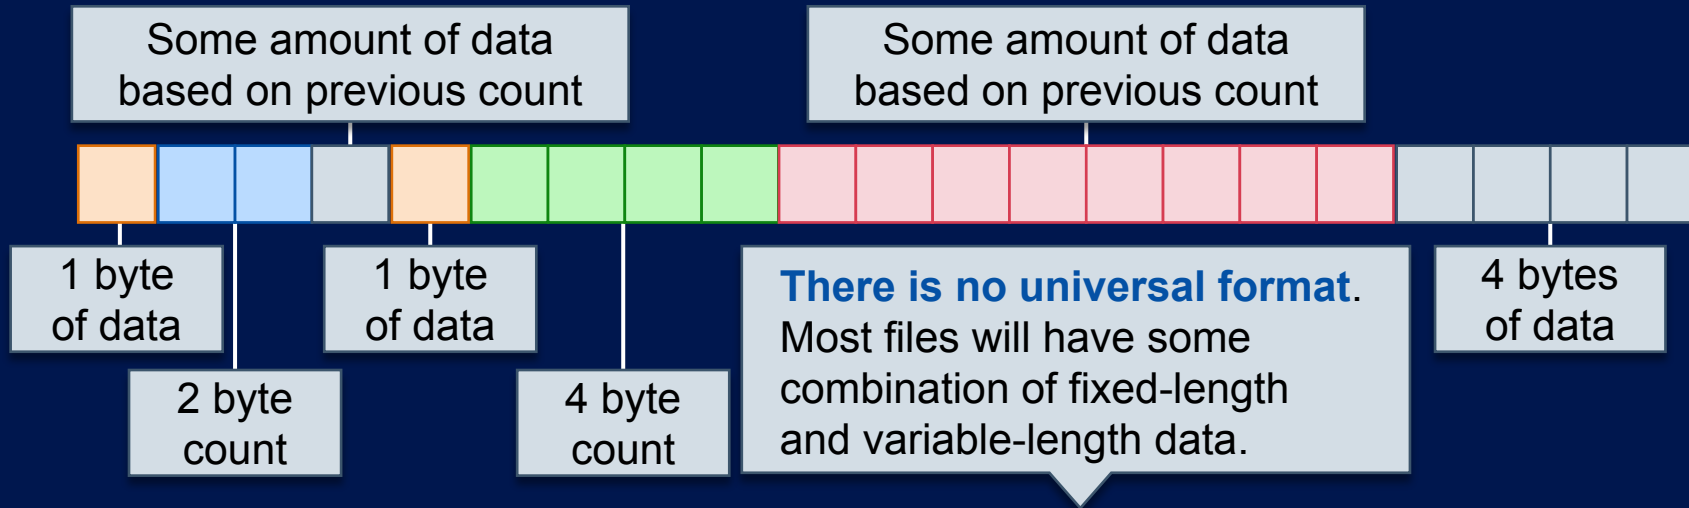 Some amount of data
based on previous count
Some amount of data
based on previous count
1 byte
of data
2 byte
count
1 byte
of data
4 byte
count
There is no universal format.
Most files will have some
combination of fixed-length
and variable-length data.
4 bytes
of data